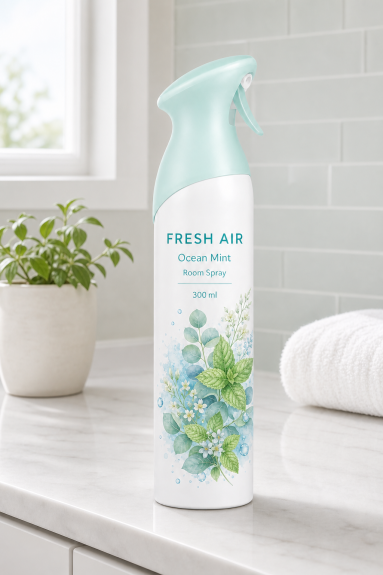 FRESH AIR
Ocean Mint
Room Spray
300 ml